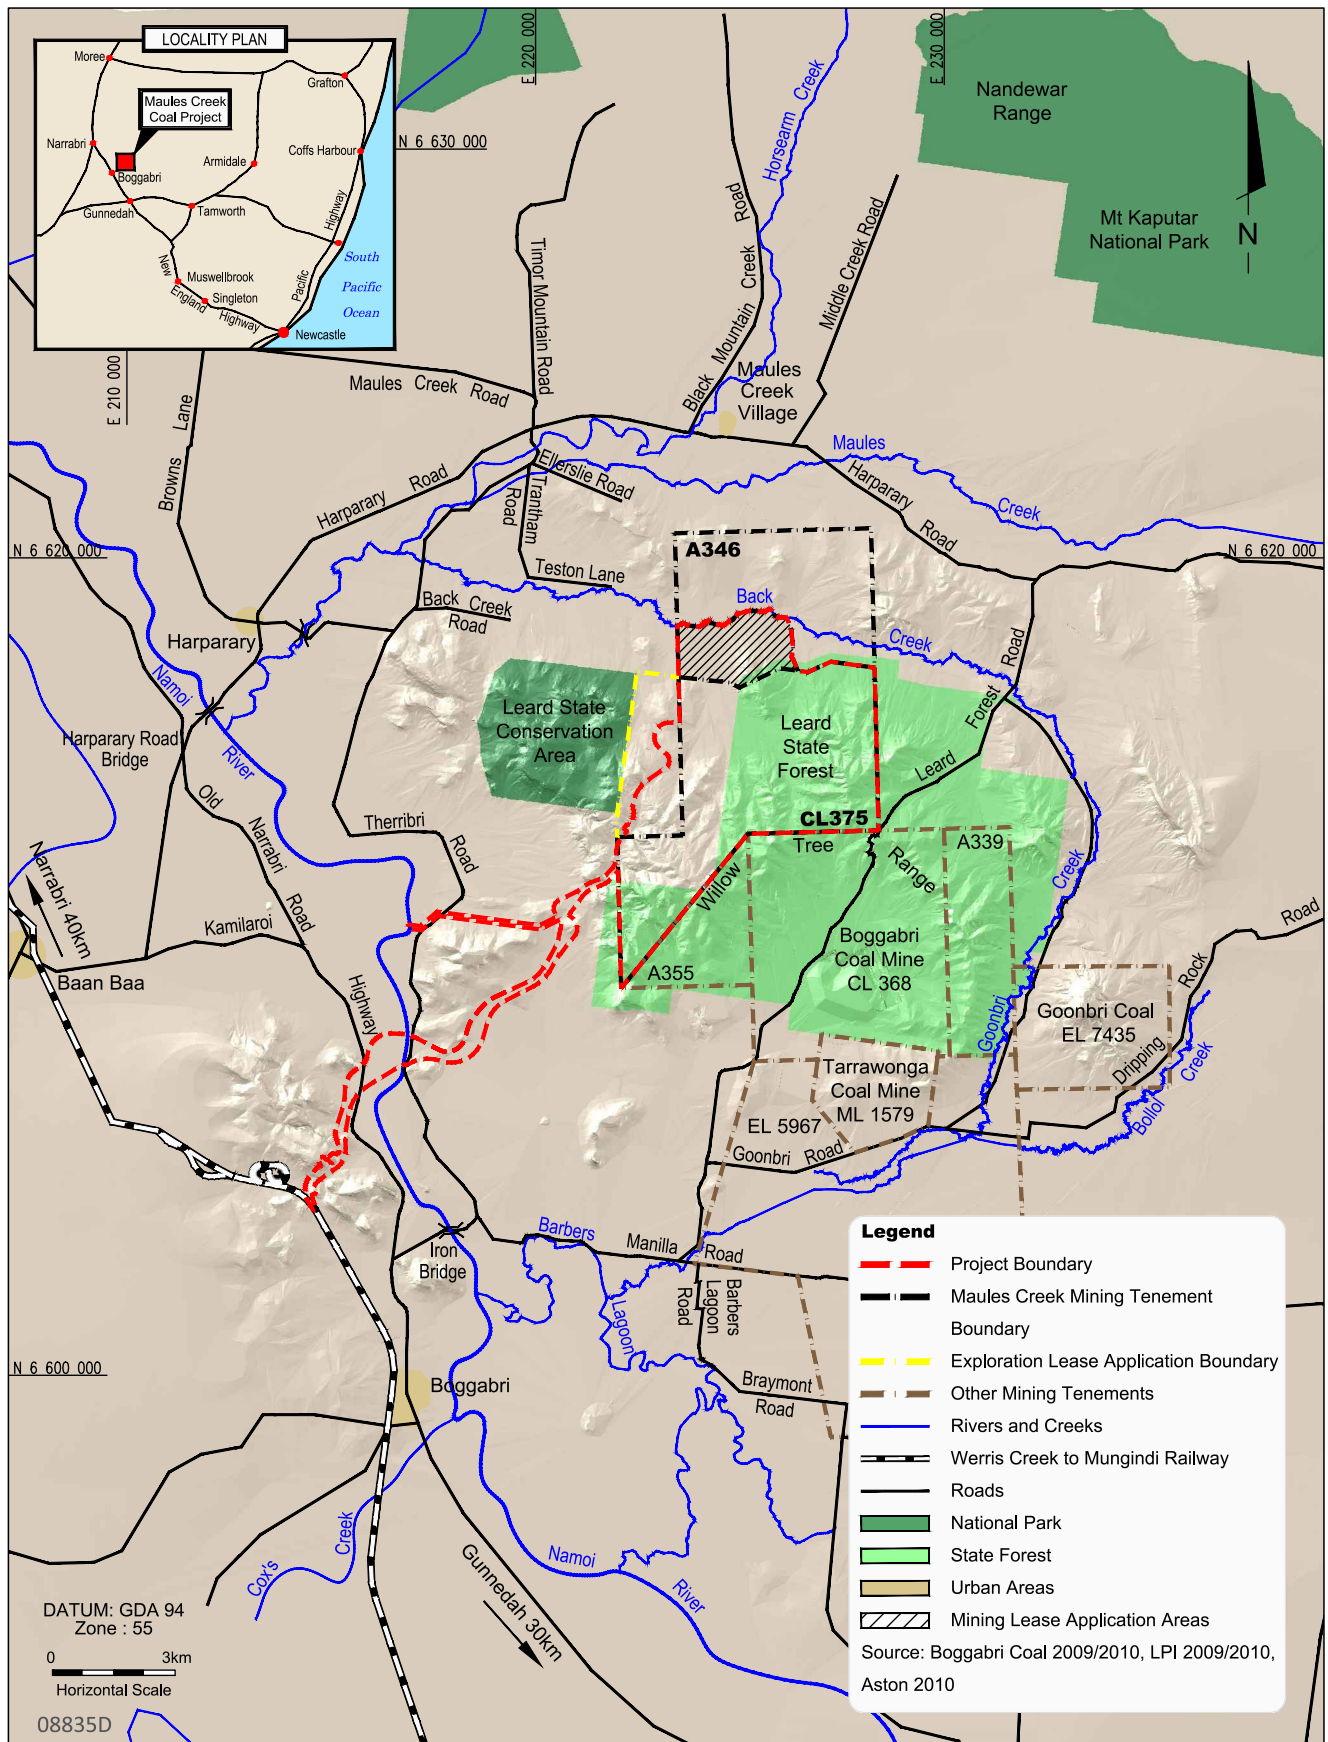 LOCALITY PLAN
Moree
Grafton
Maules Creek
Coal Project
Narrabri
Boggabri
Armidale
Coffs Harbour
Gunnedah
Tamworth
Highway
Pacific
New
England
Highway
Muswellbrook
Singleton
Newcastle
South
Pacific
Ocean
E 220 000
E 230 000
N 6 630 000
E 210 000
Nandewar
Range
Mt Kaputar
National Park
N
Horsearm Creek
Black Mountain Creek Road
Middle Creek Road
Timor Mountain Road
Maules Creek Road
Maules
Creek
Village
Browns Lane
Harparary Road
Ellerslie Road
Trantham
Road
Maules
Creek
Harparary
Road
N 6 620 000
N 6 620 000
A346
Teston Lane
Back
Creek
Back Creek
Road
Harparary
Namoi
River
Harparary Road
Bridge
Leard State
Conservation
Area
Leard
State
Forest
Leard
Forest
Road
CL375
Tree
Willow
Range
A339
Old
Narrabri
Road
Therribri
Road
Narrabri 40km
Kamilaroi
Baan Baa
Highway
A355
Boggabri
Coal Mine
CL 368
Creek
Goonbri
Goonbri Coal
EL 7435
Dripping
Rock
Road
Bollol
Creek
Tarrawonga
Coal Mine
ML 1579
EL 5967
Goonbri Road
Iron
Bridge
Barbers
Lagoon
Manilla Road
Barbers
Lagoon
Road
Braymont
Road
N 6 600 000
Boggabri
Cox's
Creek
Namoi
River
Gunnedah 30km
Legend
Project Boundary
Maules Creek Mining Tenement
Boundary
Exploration Lease Application Boundary
Other Mining Tenements
Rivers and Creeks
Werris Creek to Mungindi Railway
Roads
National Park
State Forest
Urban Areas
Mining Lease Application Areas
Source: Boggabri Coal 2009/2010, LPI 2009/2010,
Aston 2010
DATUM: GDA 94
Zone : 55
0 3km
Horizontal Scale
08835D